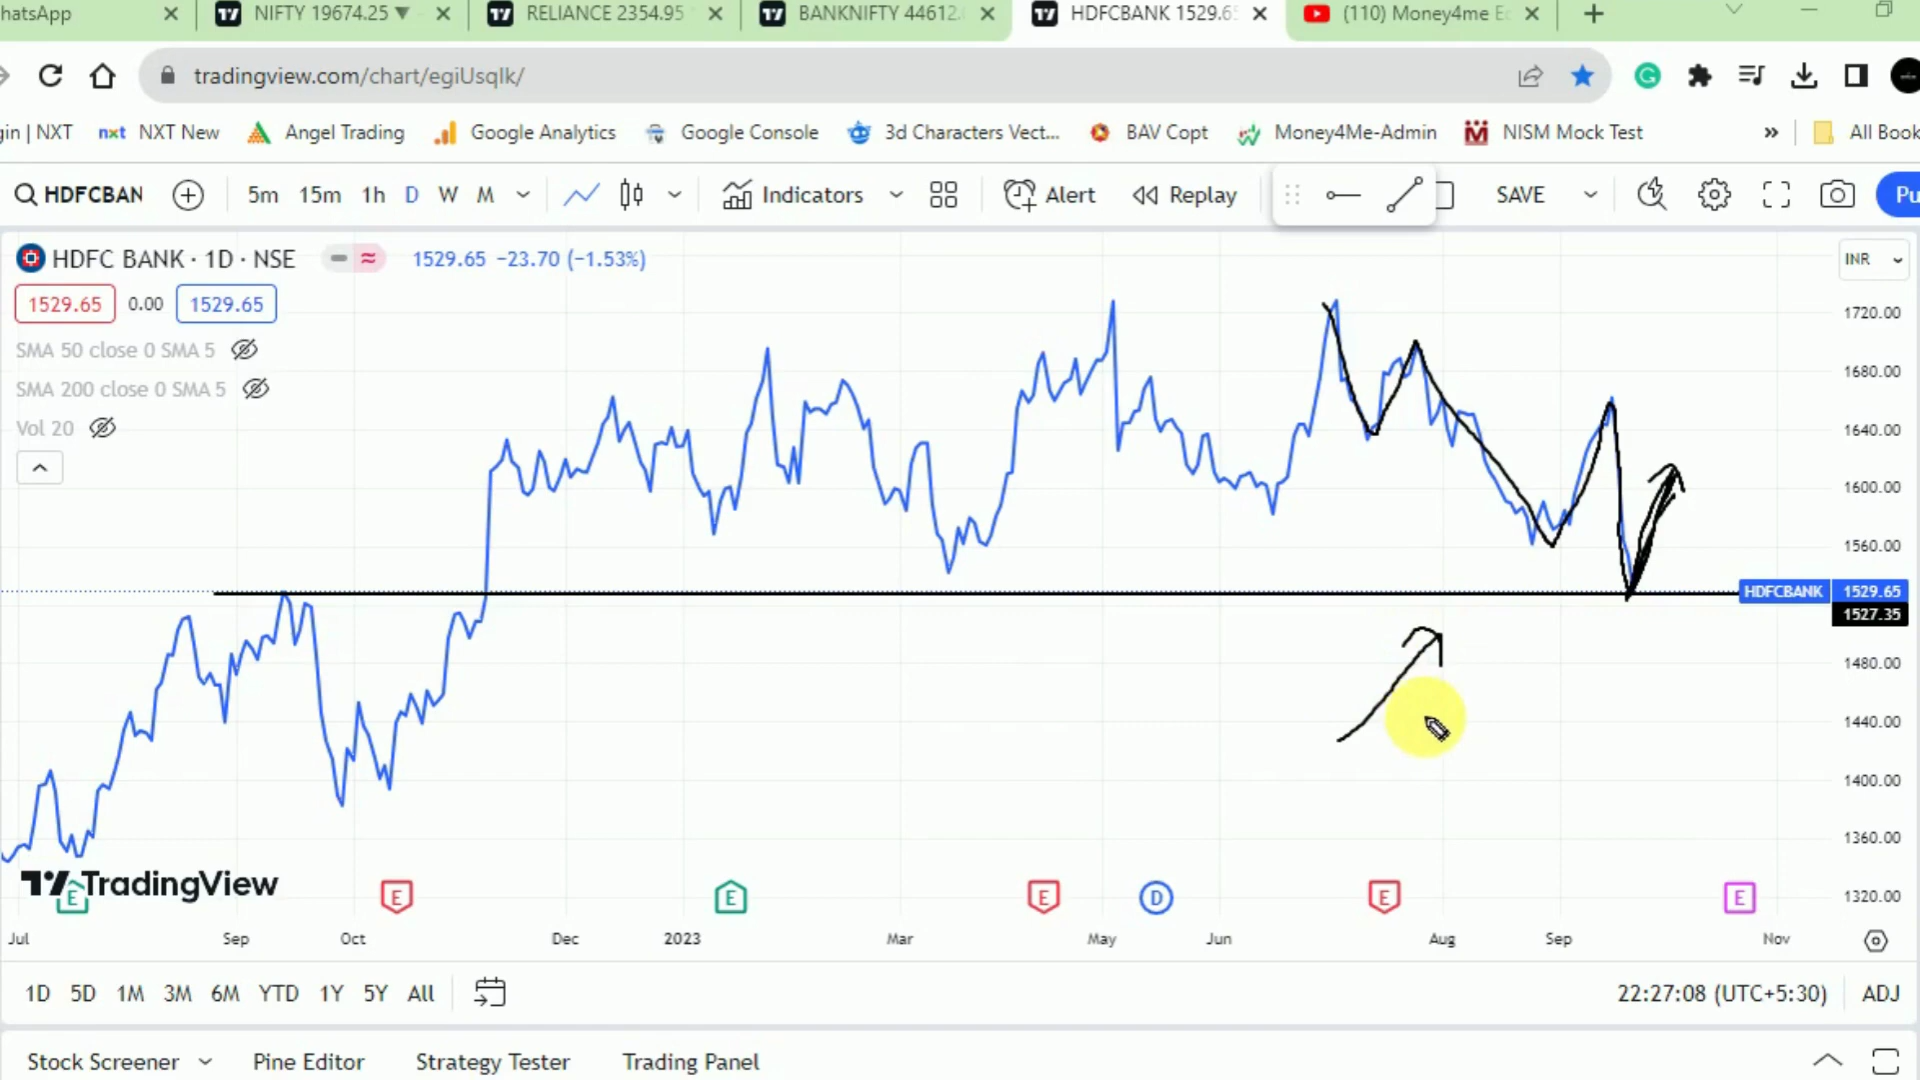 hatsApp
NIFTY 19674.25 ▼
RELIANCE 2354.95
BANKNIFTY 44612.
HDFCBANK 1529.65
(110) Money4me E
tradingview.com/chart/egiUsqlk/
gin | NXT
nxt NXT New
Angel Trading
Google Analytics
Google Console
3d Characters Vect...
BAV Copt
Money4Me-Admin
NISM Mock Test
»
All Book
HDFCBAN
5m 15m 1h D W M
Indicators
Alert
Replay
SAVE
Pu
HDFC BANK · 1D · NSE
1529.65 −23.70 (−1.53%)
INR
1529.65 0.00 1529.65
SMA 50 close 0 SMA 5
SMA 200 close 0 SMA 5
Vol 20
1720.00
1680.00
1640.00
1600.00
1560.00
HDFCBANK 1529.65
1527.35
1480.00
1440.00
1400.00
1360.00
1320.00
TradingView
E E E E D E E
Jul Sep Oct Dec 2023 Mar May Jun Aug Sep Nov
1D 5D 1M 3M 6M YTD 1Y 5Y All
22:27:08 (UTC+5:30) ADJ
Stock Screener Pine Editor Strategy Tester Trading Panel